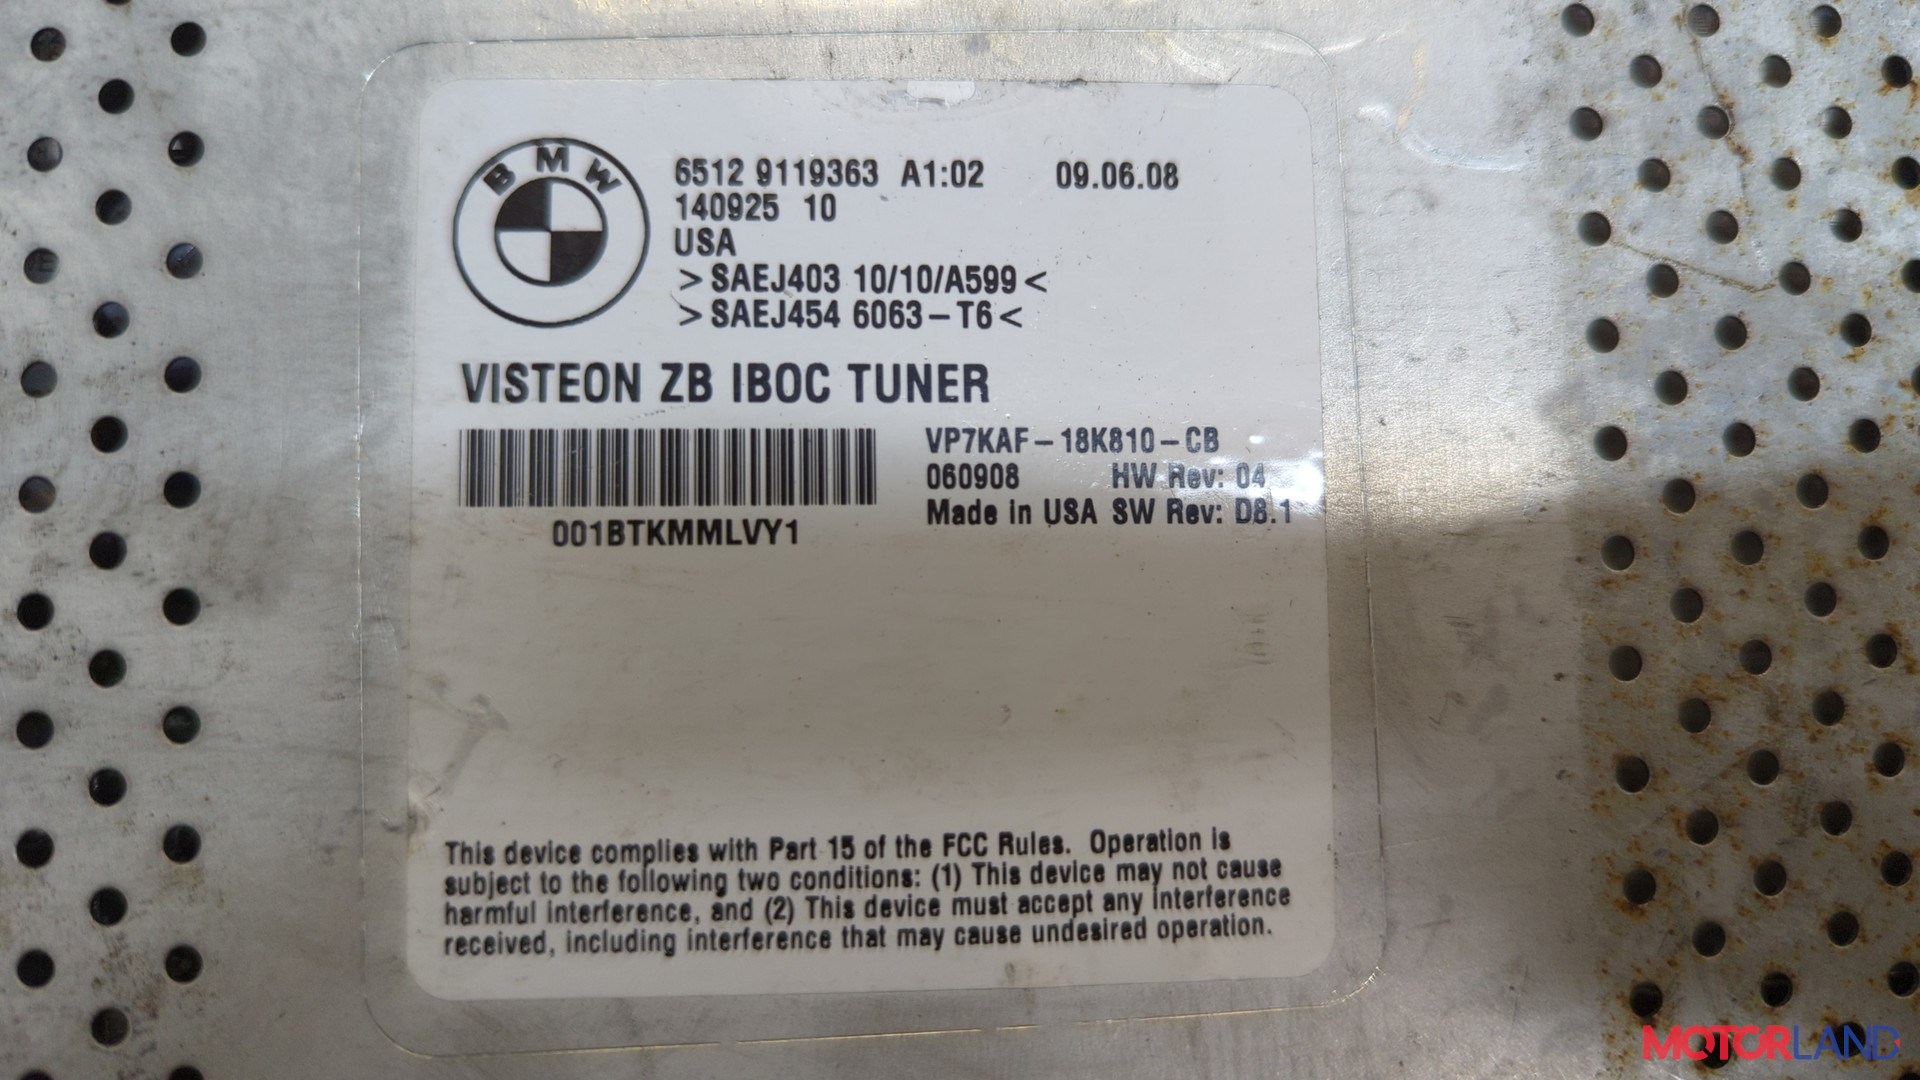 BMW
6512 9119363 A1:02 09.06.08
140925 10
USA
>SAEJ403 10/10/A599<
>SAEJ454 6063-T6<
VISTEON ZB IBOC TUNER
VP7KAF-18K810-CB
060908 HW Rev: 04
Made in USA SW Rev: D8.1
001BTKMMLVY1
This device complies with Part 15 of the FCC Rules. Operation is
subject to the following two conditions: (1) This device may not cause
harmful interference, and (2) This device must accept any interference
received, including interference that may cause undesired operation.
MOTORLAND